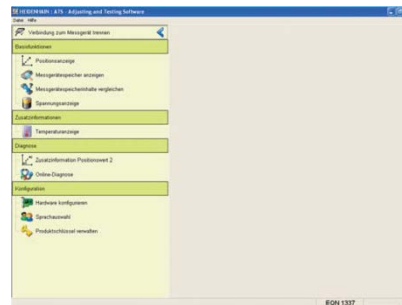 HEIDENHAIN : ATS - Adjusting and Testing Software
Datei Hilfe
Verbindung zum Messgerät trennen
Basisfunktionen
Positionsanzeige
Messgerätespeicher anzeigen
Messgerätespeicherinhalte vergleichen
Spannungsanzeige
Zusatzinformationen
Temperaturanzeige
Diagnose
Zusatzinformation Positionswert 2
Online-Diagnose
Konfiguration
Hardware konfigurieren
Sprachauswahl
Produktschlüssel verwalten
EQN 1337